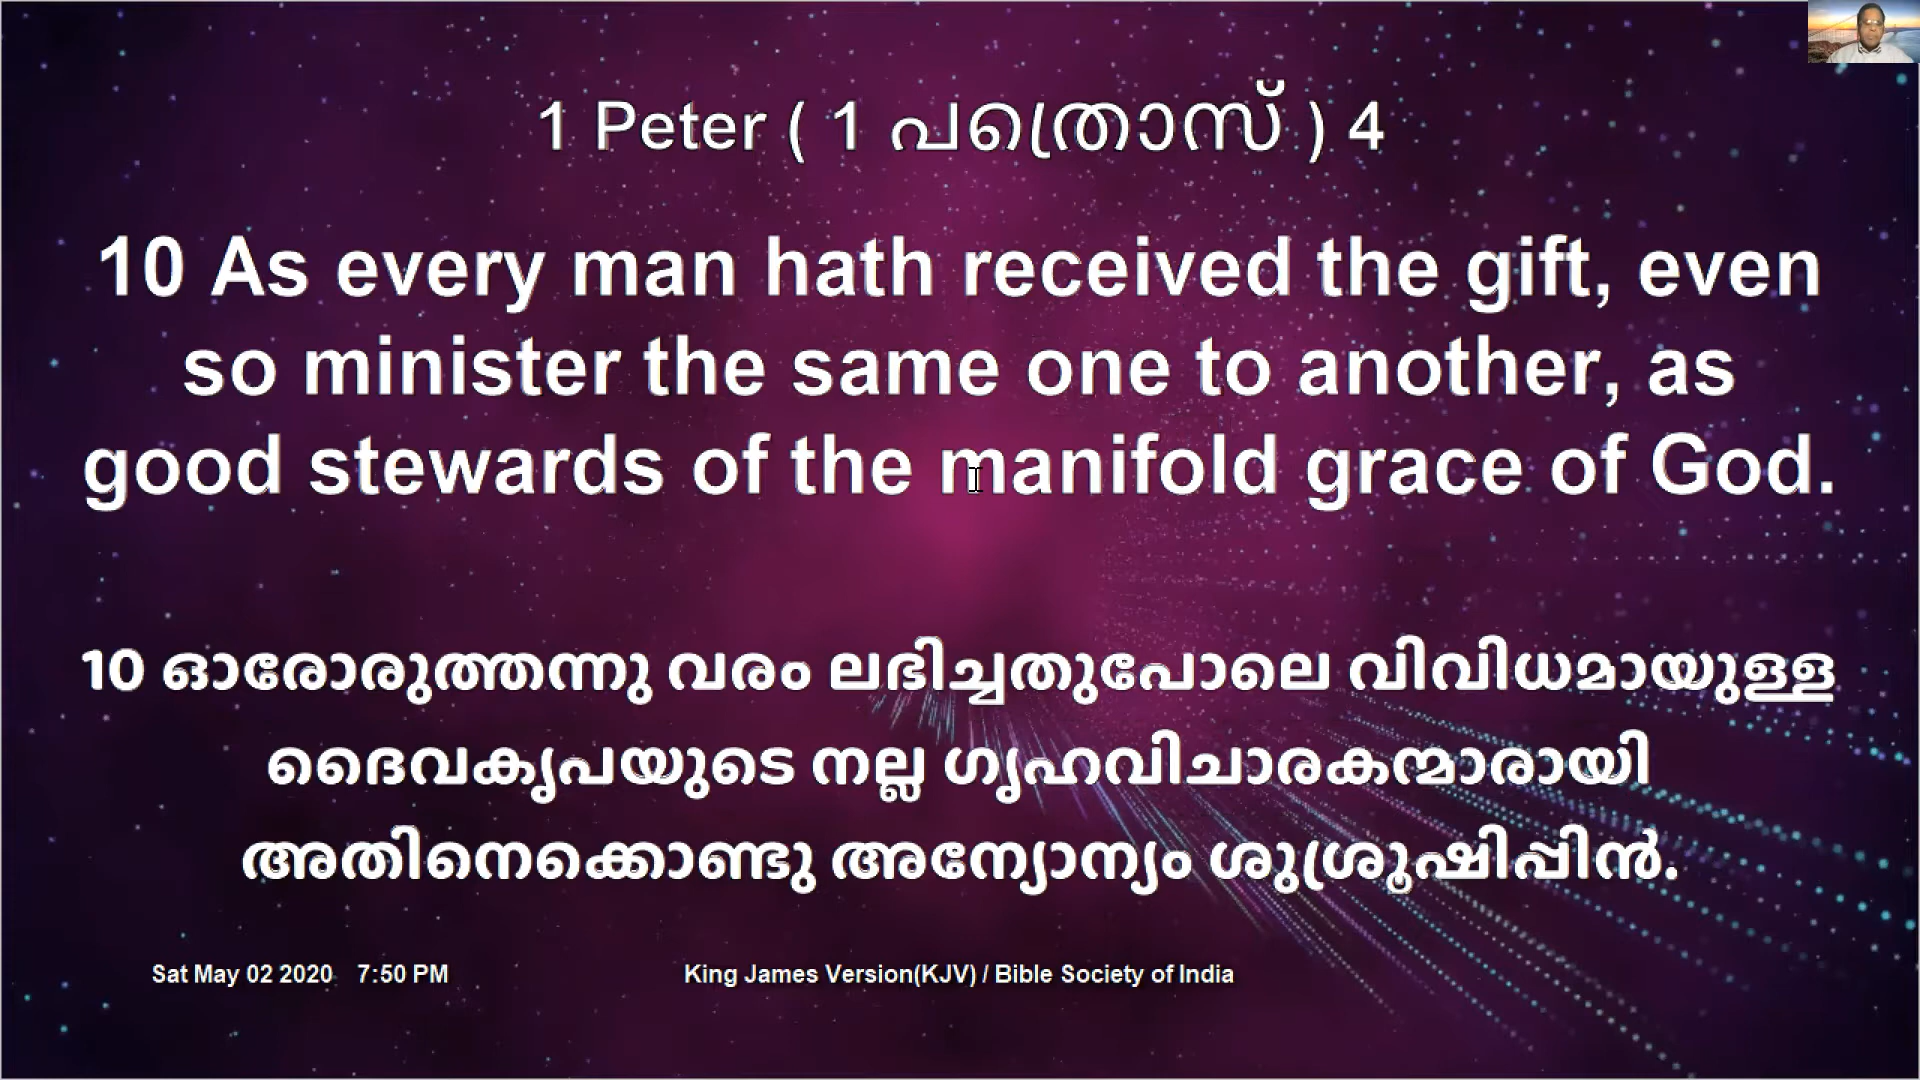 1 Peter ( 1 പത്രൊസ് ) 4
10 As every man hath received the gift, even
so minister the same one to another, as
good stewards of the manifold grace of God.
10 ഓരോരുത്തന്നു വരം ലഭിച്ചതുപോലെ വിവിധമായുള്ള
ദൈവകൃപയുടെ നല്ല ഗൃഹവിചാരകന്മാരായി
അതിനെക്കൊണ്ടു അന്യോന്യം ശുശ്രൂഷിപ്പിൻ.
Sat May 02 2020 7:50 PM
King James Version(KJV) / Bible Society of India